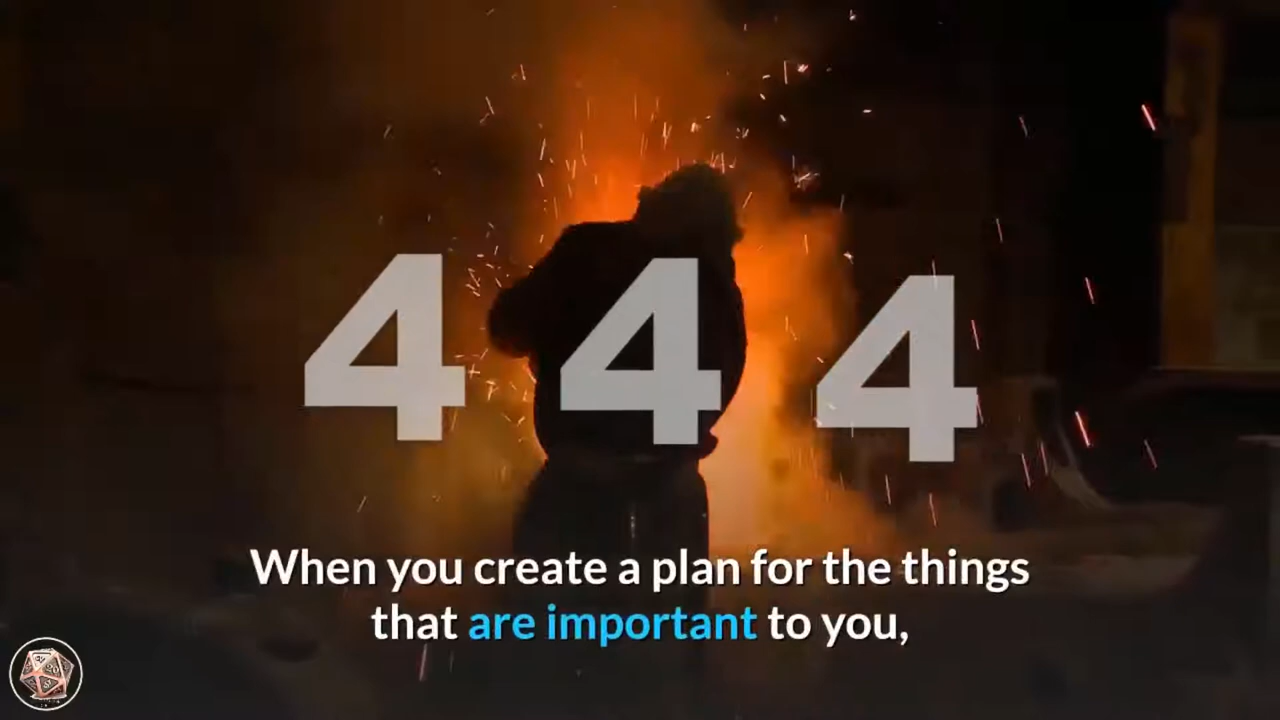 4 4 4
When you create a plan for the things
that are important to you,